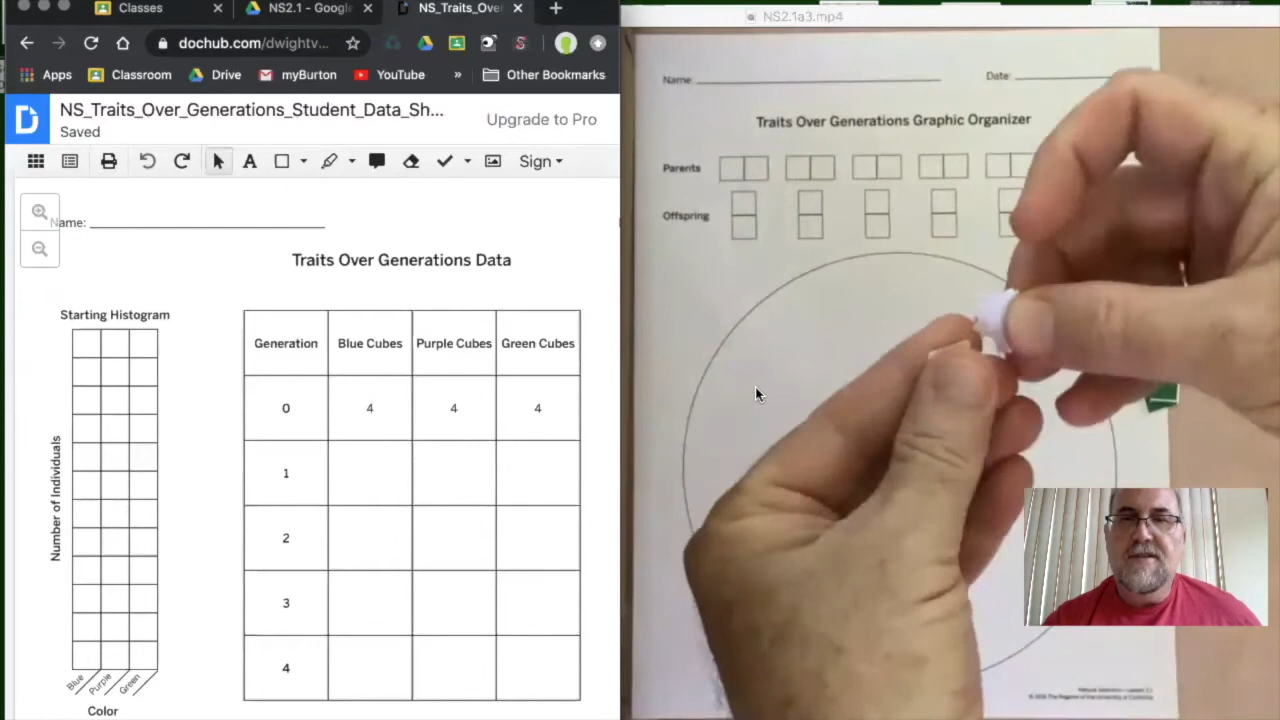 Classes
NS2.1 - Google
NS_Traits_Ove
dochub.com/dwightv...
Apps
Classroom
Drive
myBurton
YouTube
»
Other Bookmarks
NS_Traits_Over_Generations_Student_Data_Sh...
Saved
Upgrade to Pro
A
Sign
Name:
Traits Over Generations Data
Starting Histogram
Number of Individuals
Blue
Purple
Green
Color
Generation Blue Cubes Purple Cubes Green Cubes
0 4 4 4
1
2
3
4
NS2.1a3.mp4
Name:
Date:
Traits Over Generations Graphic Organizer
Parents
Offspring